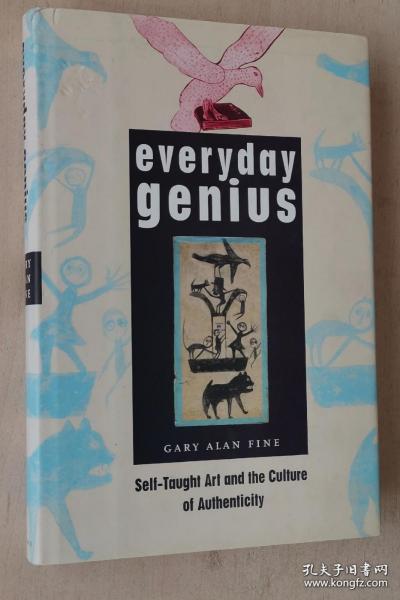 everyday
genius
GARY ALAN FINE
Self-Taught Art and the Culture
of Authenticity
孔夫子旧书网
www.kongfz.com